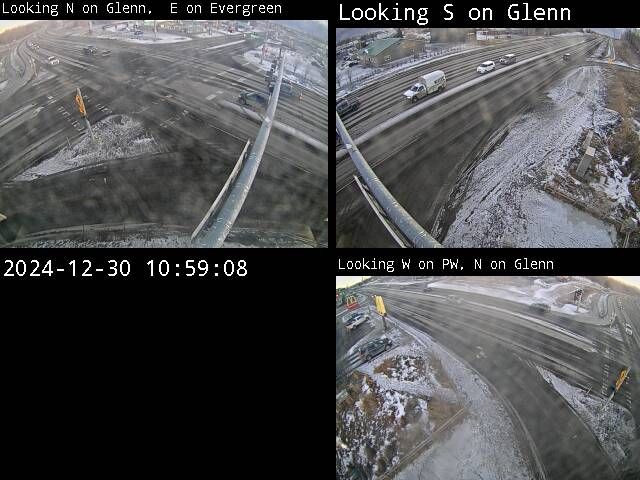 Looking N on Glenn,  E on Evergreen
Looking S on Glenn
2024-12-30 10:59:08
Looking W on PW, N on Glenn